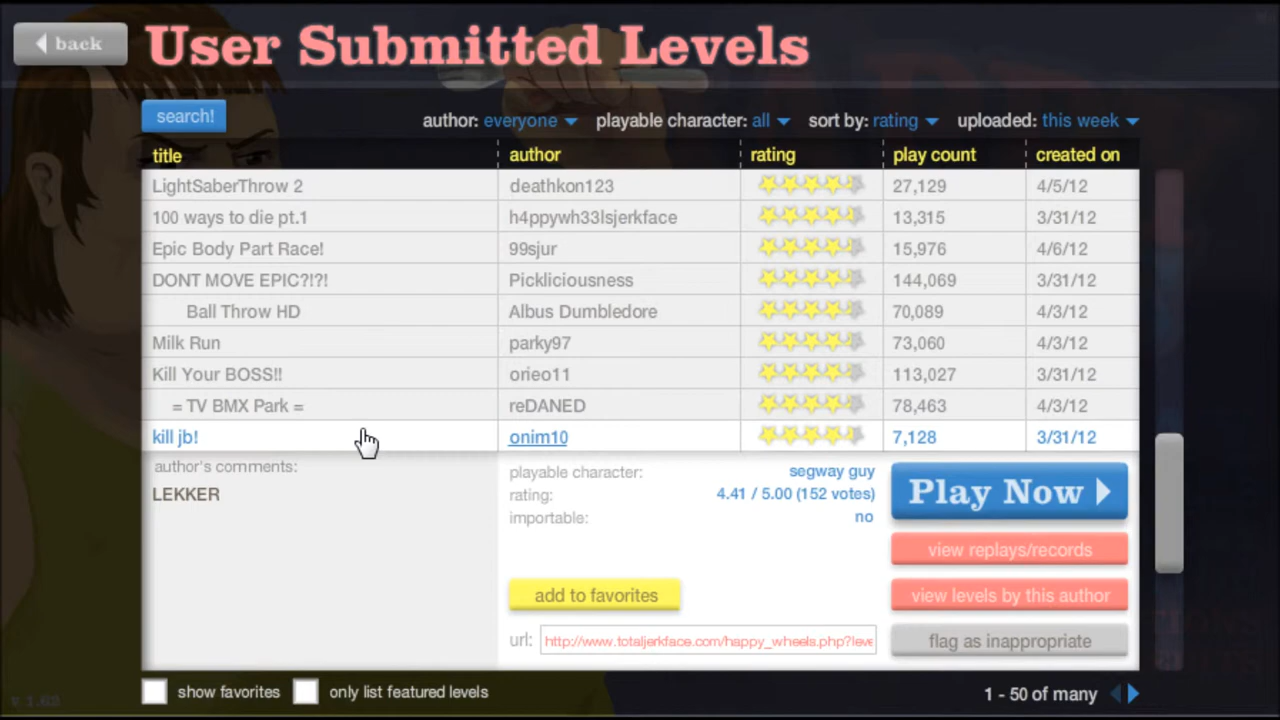 back
User Submitted Levels
search!
author: everyone playable character: all sort by: rating uploaded: this week
title author rating play count created on
LightSaberThrow 2 deathkon123 27,129 4/5/12
100 ways to die pt.1 h4ppywh33lsjerkface 13,315 3/31/12
Epic Body Part Race! 99sjur 15,976 4/6/12
DONT MOVE EPIC?!?! Pickliciousness 144,069 3/31/12
Ball Throw HD Albus Dumbledore 70,089 4/3/12
Milk Run parky97 73,060 4/3/12
Kill Your BOSS!! orieo11 113,027 3/31/12
= TV BMX Park = reDANED 78,463 4/3/12
kill jb! onim10 7,128 3/31/12
author's comments:
LEKKER
playable character: segway guy
rating: 4.41 / 5.00 (152 votes)
importable: no
add to favorites
url: http://www.totaljerkface.com/happy_wheels.php?leve
Play Now
view replays/records
view levels by this author
flag as inappropriate
show favorites only list featured levels
1 - 50 of many
v 1.62